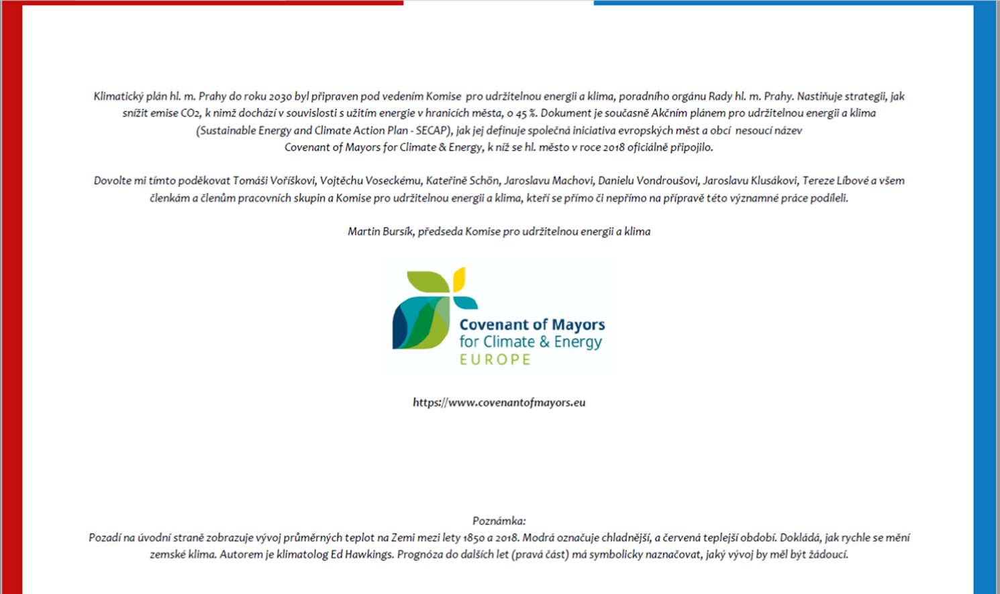 Klimatický plán hl. m. Prahy do roku 2030 byl připraven pod vedením Komise pro udržitelnou energii a klima, poradního orgánu Rady hl. m. Prahy. Nastiňuje strategii, jak
snížit emise CO2, k nimž dochází v souvislosti s užitím energie v hranicích města, o 45 %. Dokument je současně Akčním plánem pro udržitelnou energii a klima
(Sustainable Energy and Climate Action Plan - SECAP), jak jej definuje společná iniciativa evropských měst a obcí nesoucí název
Covenant of Mayors for Climate & Energy, k níž se hl. město v roce 2018 oficiálně připojilo.
Dovolte mi tímto poděkovat Tomáši Voříškovi, Vojtěchu Voseckému, Kateřině Schön, Jaroslavu Machovi, Danielu Vondroušovi, Jaroslavu Klusákovi, Tereze Líbové a všem
členkám a členům pracovních skupin a Komise pro udržitelnou energii a klima, kteří se přímo či nepřímo na přípravě této významné práce podíleli.
Martin Bursík, předseda Komise pro udržitelnou energii a klima
Covenant of Mayors
for Climate & Energy
EUROPE
https://www.covenantofmayors.eu
Poznámka:
Pozadí na úvodní straně zobrazuje vývoj průměrných teplot na Zemi mezi lety 1850 a 2018. Modrá označuje chladnější, a červená teplejší období. Dokládá, jak rychle se mění
zemské klima. Autorem je klimatolog Ed Hawkings. Prognóza do dalších let (pravá část) má symbolicky naznačovat, jaký vývoj by měl být žádoucí.